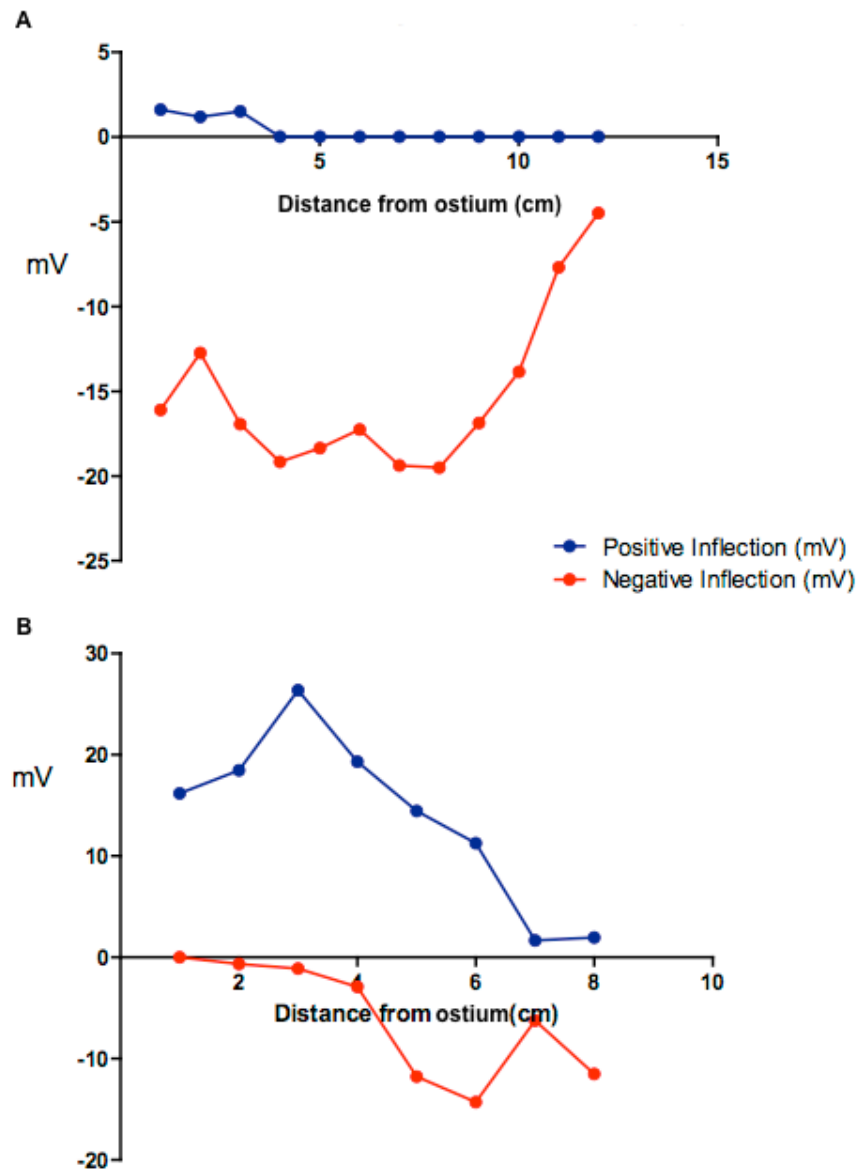 A
5
0
5 10 15
Distance from ostium (cm)
-5
mV
-10
-15
-20
-25
Positive Inflection (mV)
Negative Inflection (mV)
B
30
20
mV
10
0
2 4 6 8 10
Distance from ostium(cm)
-10
-20